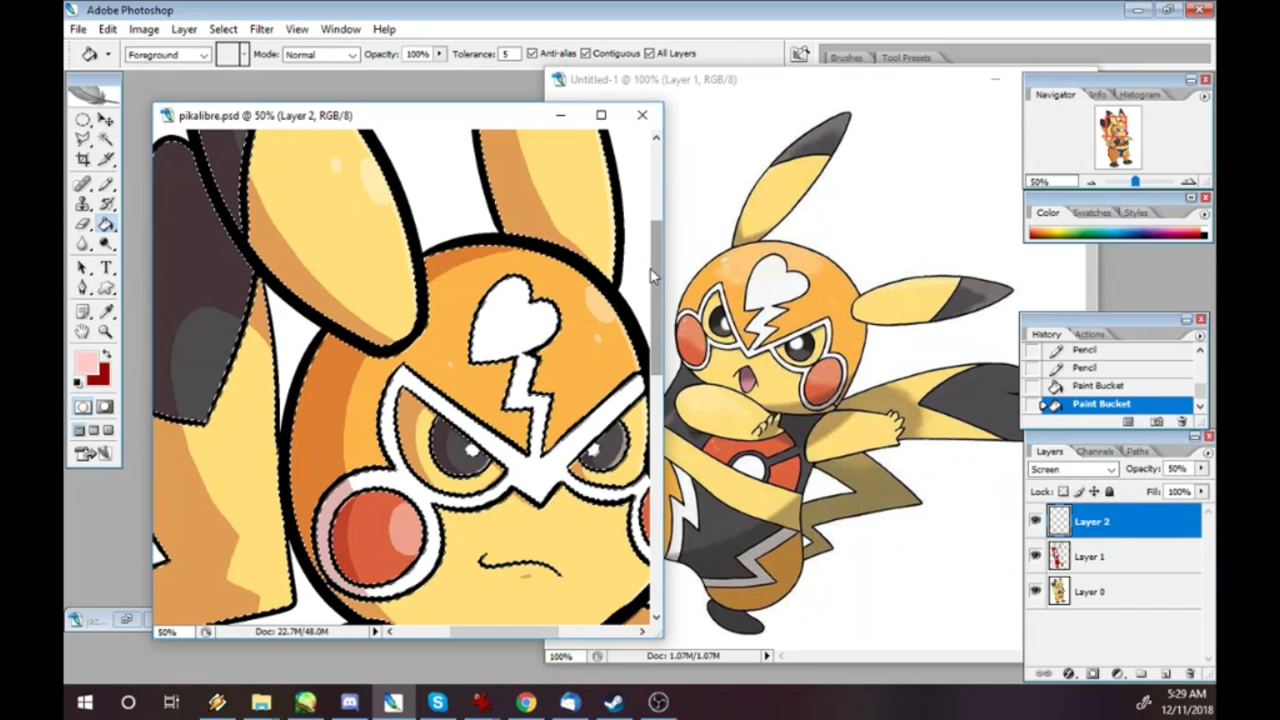 Adobe Photoshop
File Edit Image Layer Select Filter View Window Help
Foreground Mode: Normal Opacity: 100% Tolerance: 5 Anti-alias Contiguous All Layers
Brushes Tool Presets
Untitled-1 @ 100% (Layer 1, RGB/8)
pikalibre.psd @ 50% (Layer 2, RGB/8)
Navigator Info Histogram
50%
Color Swatches Styles
History Actions
Pencil
Pencil
Paint Bucket
Paint Bucket
Layers Channels Paths
Screen Opacity: 50%
Lock: Fill: 100%
Layer 2
Layer 1
Layer 0
jaz...
50% Doc: 22.7M/48.0M
100% Doc: 1.07M/1.07M
5:29 AM
12/11/2018